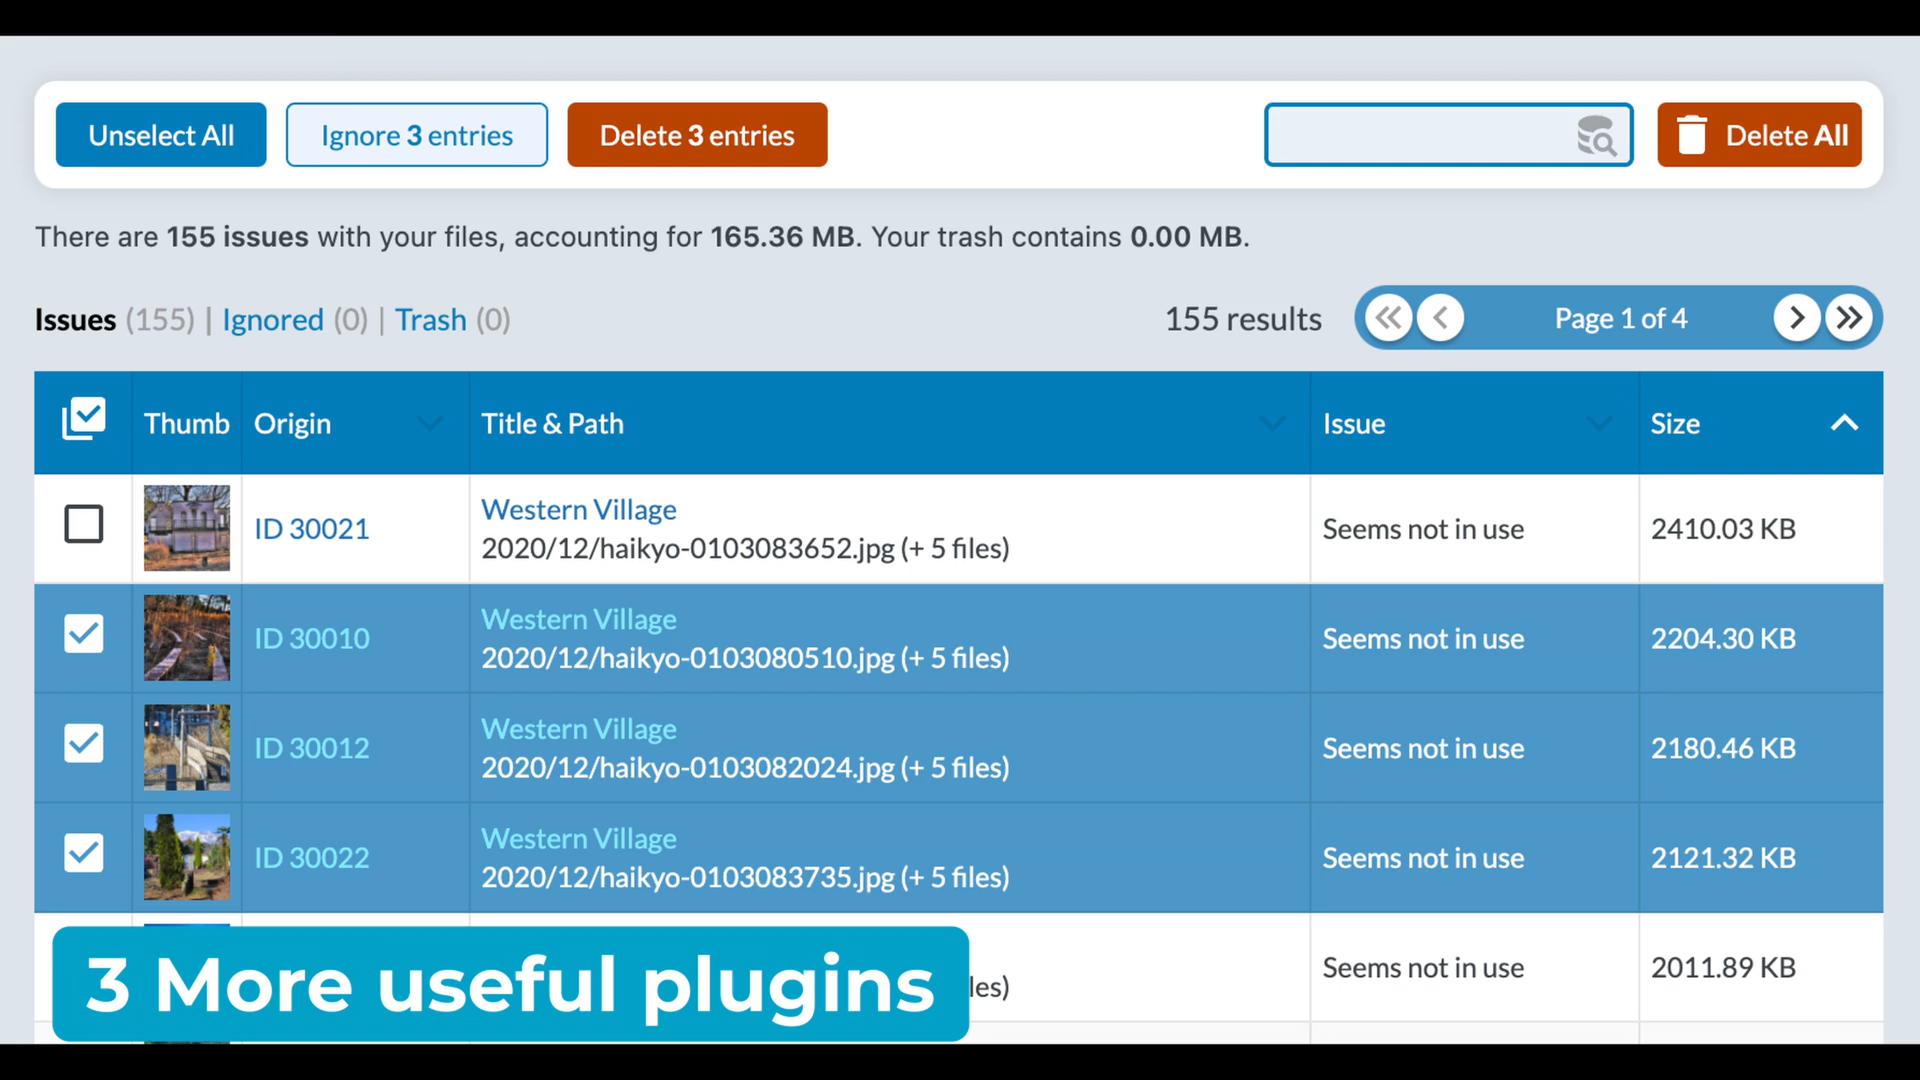 Unselect All
Ignore 3 entries
Delete 3 entries
Delete All
There are 155 issues with your files, accounting for 165.36 MB. Your trash contains 0.00 MB.
Issues (155) | Ignored (0) | Trash (0)
155 results
Page 1 of 4
Thumb Origin Title & Path Issue Size
Western Village
ID 30021 2020/12/haikyo-0103083652.jpg (+ 5 files) Seems not in use 2410.03 KB
Western Village
ID 30010 2020/12/haikyo-0103080510.jpg (+ 5 files) Seems not in use 2204.30 KB
Western Village
ID 30012 2020/12/haikyo-0103082024.jpg (+ 5 files) Seems not in use 2180.46 KB
Western Village
ID 30022 2020/12/haikyo-0103083735.jpg (+ 5 files) Seems not in use 2121.32 KB
Seems not in use 2011.89 KB
3 More useful plugins